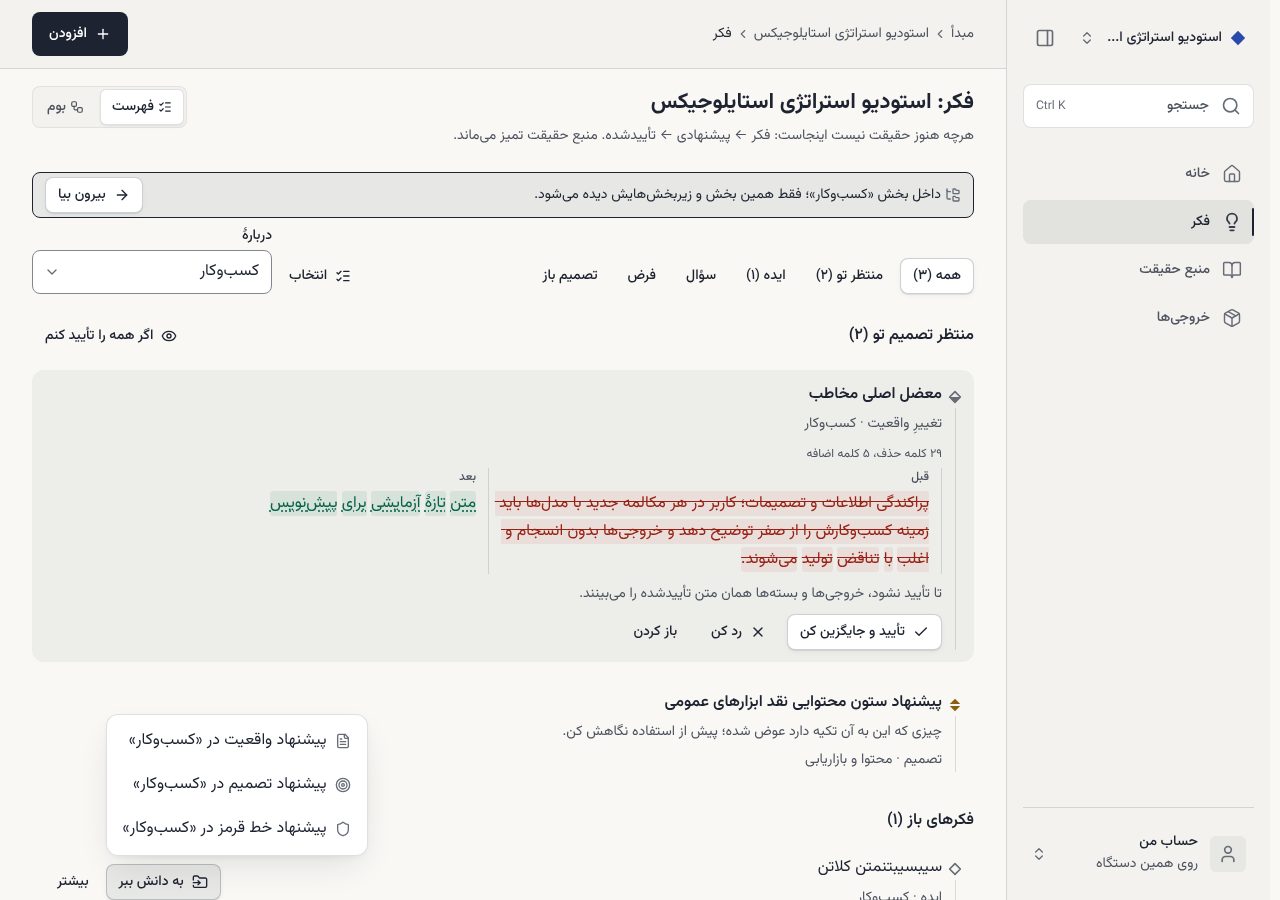 استودیو استراتژی ا...
جستجو
Ctrl K
خانه
فکر
منبع حقیقت
خروجی‌ها
حساب من
روی همین دستگاه
مبدأ › استودیو استراتژی استایلوجیکس › فکر
افزودن
فکر: استودیو استراتژی استایلوجیکس
هرچه هنوز حقیقت نیست اینجاست: فکر ← پیشنهادی ← تأییدشده. منبع حقیقت تمیز می‌ماند.
فهرست
بوم
داخل بخش «کسب‌وکار»؛ فقط همین بخش و زیربخش‌هایش دیده می‌شود.
بیرون بیا
همه (۳)
منتظر تو (۲)
ایده (۱)
سؤال
فرض
تصمیم باز
انتخاب
دربارهٔ
کسب‌وکار
منتظر تصمیم تو (۲)
اگر همه را تأیید کنم
معضل اصلی مخاطب
تغییرِ واقعیت · کسب‌وکار
۲۹ کلمه حذف، ۵ کلمه اضافه
قبل
پراکندگی اطلاعات و تصمیمات؛ کاربر در هر مکالمه جدید با مدل‌ها باید
زمینه کسب‌وکارش را از صفر توضیح دهد و خروجی‌ها بدون انسجام و
اغلب با تناقض تولید می‌شوند.
بعد
متن تازهٔ آزمایشی برای پیش‌نویس
تا تأیید نشود، خروجی‌ها و بسته‌ها همان متن تأییدشده را می‌بینند.
تأیید و جایگزین کن
رد کن
باز کردن
پیشنهاد ستون محتوایی نقد ابزارهای عمومی
چیزی که این به آن تکیه دارد عوض شده؛ پیش از استفاده نگاهش کن.
تصمیم · محتوا و بازاریابی
فکرهای باز (۱)
سیبسیبتنمتن کلاتن
ایده · کسب‌وکار
پیشنهاد واقعیت در «کسب‌وکار»
پیشنهاد تصمیم در «کسب‌وکار»
پیشنهاد خط قرمز در «کسب‌وکار»
به دانش ببر
بیشتر